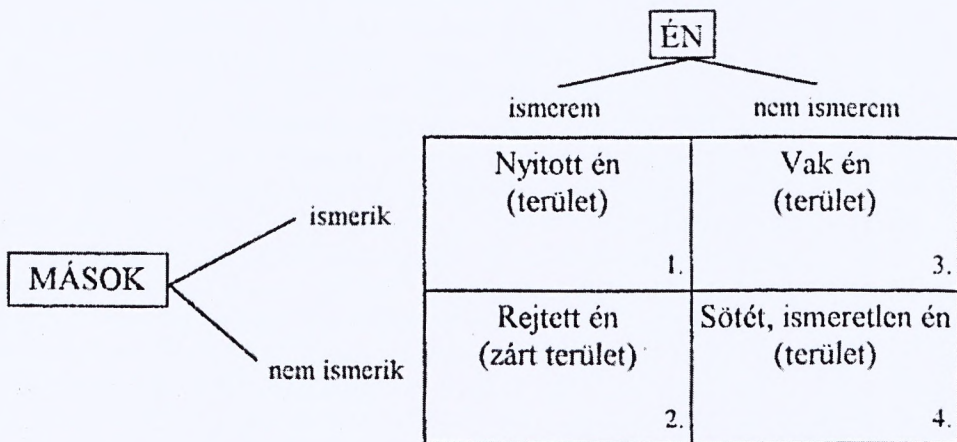 ÉN
ismerem
nem ismerem
Nyitott én
(terület)
1.
Vak én
(terület)
3.
ismerik
MÁSOK
nem ismerik
Rejtett én
(zárt terület)
2.
Sötét, ismeretlen én
(terület)
4.